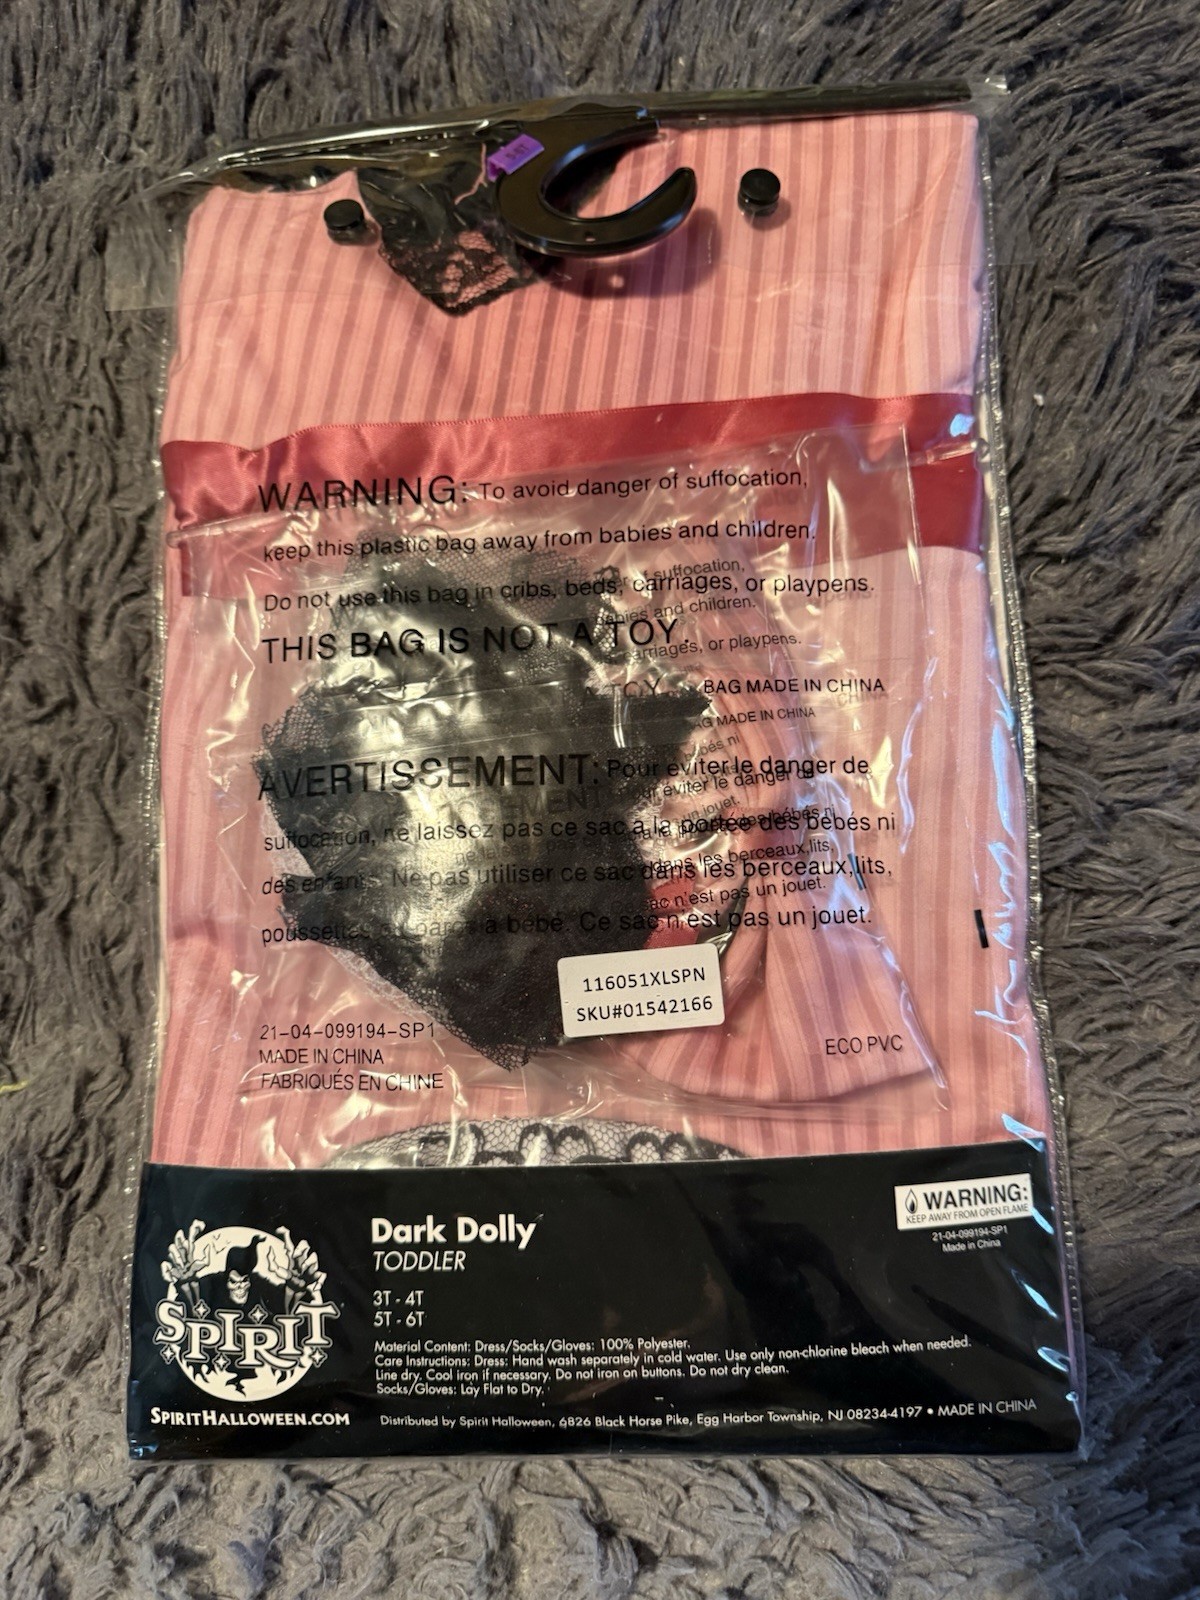 WARNING: To avoid danger of suffocation,
keep this plastic bag away from babies and children.
Do not use this bag in cribs, beds, carriages, or playpens.
THIS BAG IS NOT A TOY.
BAG MADE IN CHINA
AVERTISSEMENT: Pour éviter le danger de
suffocation, ne laissez pas ce sac à la portée des bébés ni
des enfants. Ne pas utiliser ce sac dans les berceaux,lits,
poussettes ou parcs à bébé. Ce sac n'est pas un jouet.
116051XLSPN
SKU#01542166
21-04-099194-SP1
MADE IN CHINA
FABRIQUÉS EN CHINE
ECO PVC
WARNING:
KEEP AWAY FROM OPEN FLAME
21-04-099194-SP1
Made in China
Dark Dolly
TODDLER
3T - 4T
5T - 6T
Material Content: Dress/Socks/Gloves: 100% Polyester.
Care Instructions: Dress: Hand wash separately in cold water. Use only non-chlorine bleach when needed.
Line dry. Cool iron if necessary. Do not iron on buttons. Do not dry clean.
Socks/Gloves: Lay Flat to Dry.
SPIRIT
SPIRITHALLOWEEN.COM
Distributed by Spirit Halloween, 6826 Black Horse Pike, Egg Harbor Township, NJ 08234-4197 • MADE IN CHINA